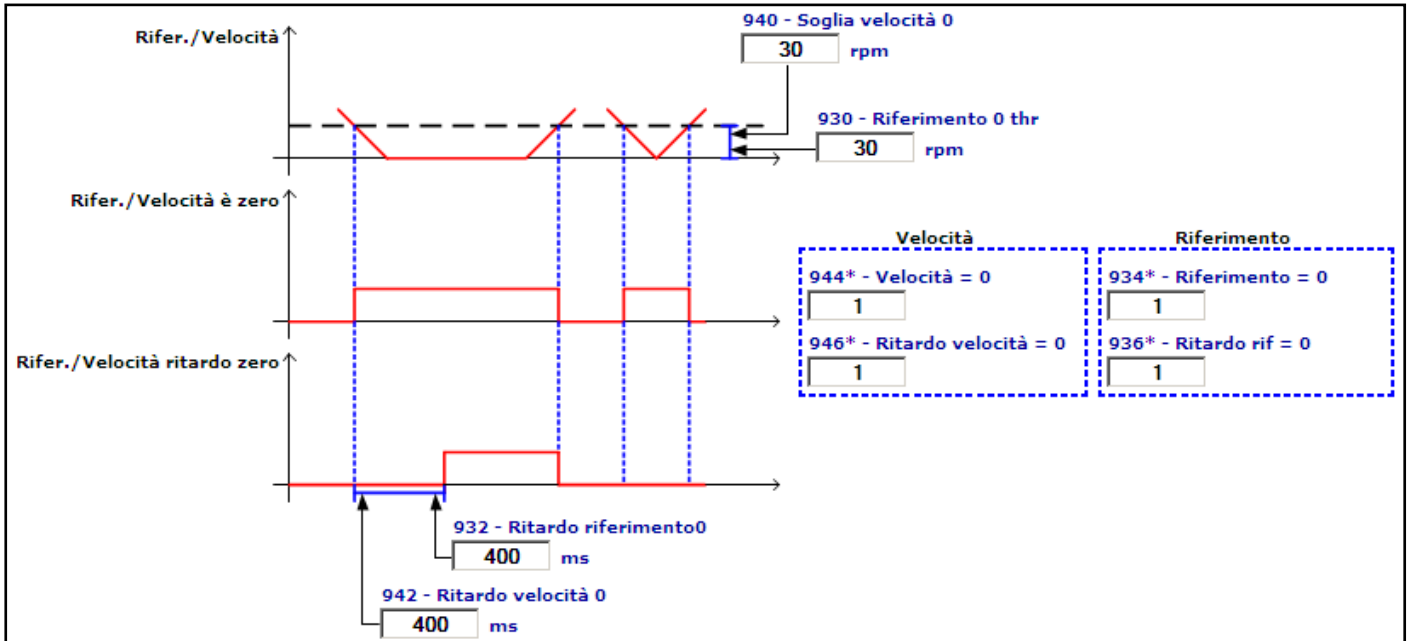 940 - Soglia velocità 0
Rifer./Velocità
30 rpm
930 - Riferimento 0 thr
30 rpm
Rifer./Velocità è zero
Velocità
944* - Velocità = 0
1
946* - Ritardo velocità = 0
1
Riferimento
934* - Riferimento = 0
1
936* - Ritardo rif = 0
1
Rifer./Velocità ritardo zero
932 - Ritardo riferimento0
400 ms
942 - Ritardo velocità 0
400 ms